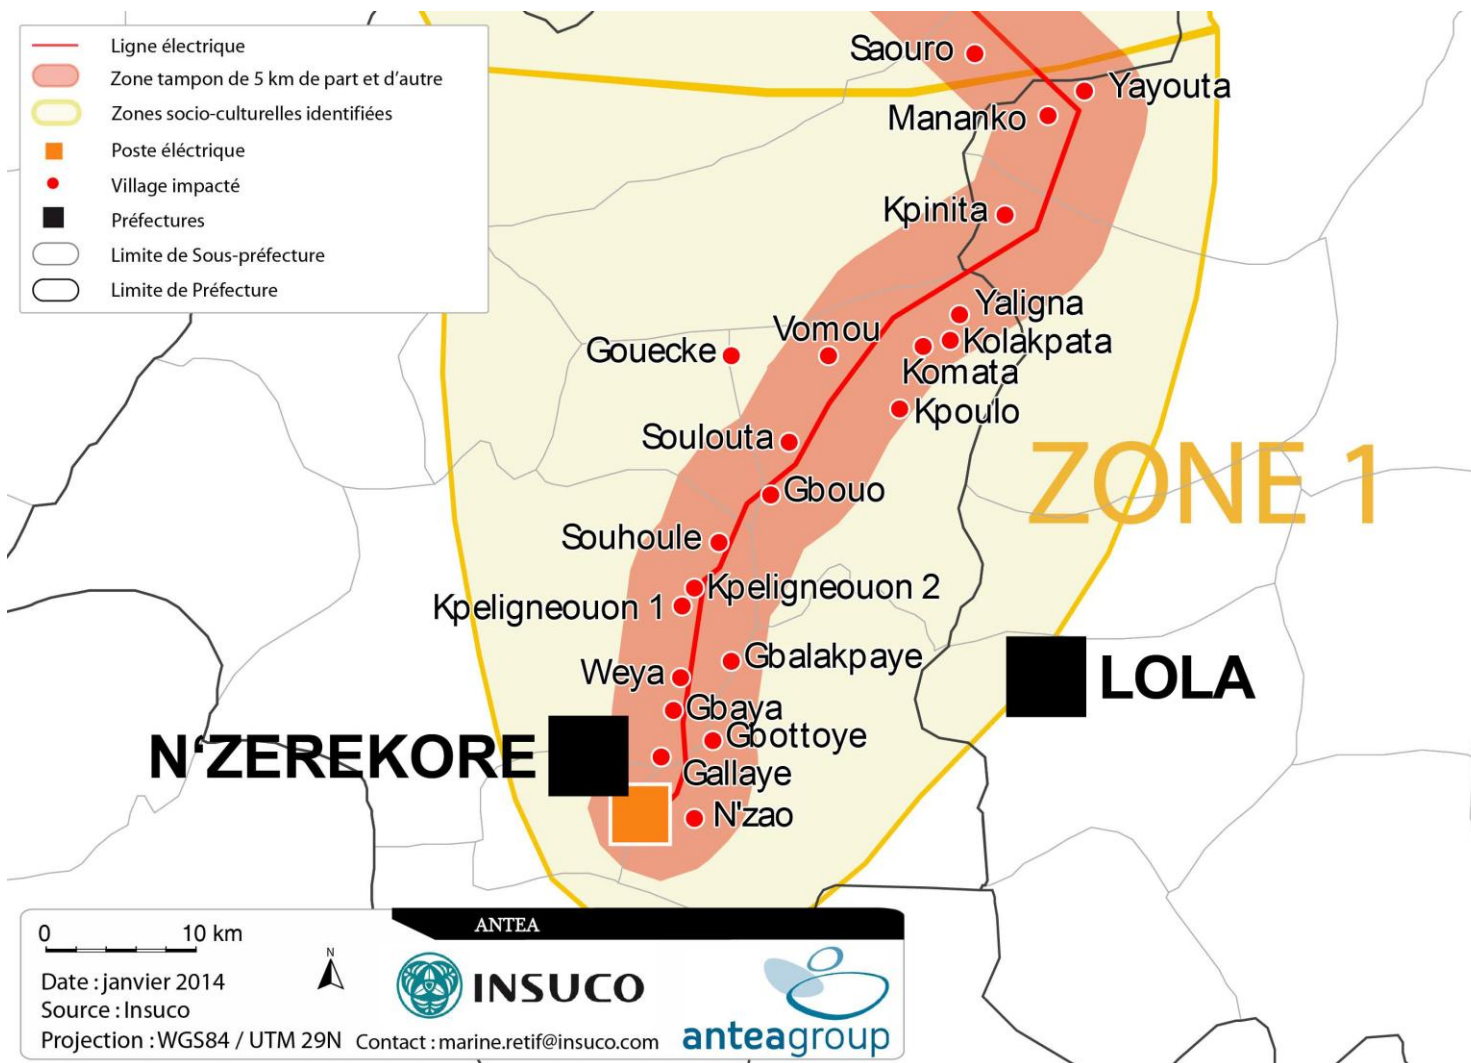 Ligne électrique
Zone tampon de 5 km de part et d'autre
Zones socio-culturelles identifiées
Poste éléctrique
Village impacté
Préfectures
Limite de Sous-préfecture
Limite de Préfecture
Saouro
Yayouta
Mananko
Kpinita
Yaligna
Vomou
Kolakpata
Gouecke
Komata
Kpoulo
Soulouta
ZONE 1
Gbouo
Souhoule
Kpeligneouon 2
Kpeligneouon 1
Gbalakpaye
Weya
LOLA
Gbaya
Gbottoye
N'ZEREKORE
Gallaye
N'zao
ANTEA
0 10 km
N
Date : janvier 2014
Source : Insuco
Projection : WGS84 / UTM 29N
INSUCO
Contact : marine.retif@insuco.com
anteagroup